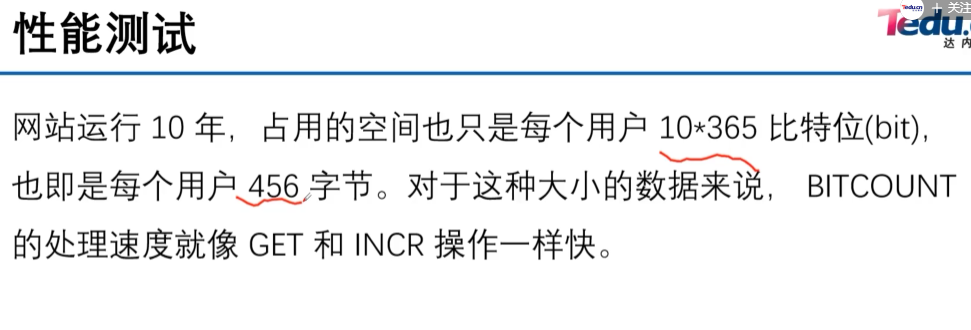 Tedu.cn
+ 关注
性能测试
Tedu.c
达内
网站运行 10 年，占用的空间也只是每个用户 10*365 比特位(bit)，
也即是每个用户 456 字节。对于这种大小的数据来说， BITCOUNT
的处理速度就像 GET 和 INCR 操作一样快。